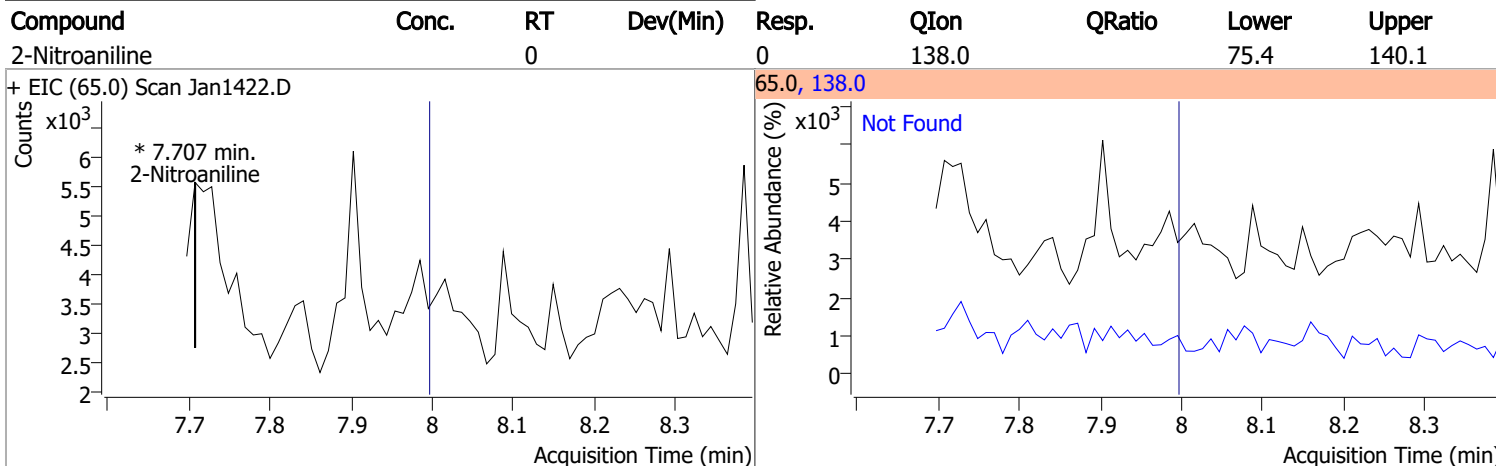 Compound Conc. RT Dev(Min) Resp. QIon QRatio Lower Upper
2-Nitroaniline 0 0 138.0 75.4 140.1
+ EIC (65.0) Scan Jan1422.D
Counts
x10³
* 7.707 min.
2-Nitroaniline
6
5.5
5
4.5
4
3.5
3
2.5
2
7.7 7.8 7.9 8 8.1 8.2 8.3
Acquisition Time (min)
65.0, 138.0
Relative Abundance (%)
x10³
Not Found
5
4
3
2
1
0
7.7 7.8 7.9 8 8.1 8.2 8.3
Acquisition Time (min)